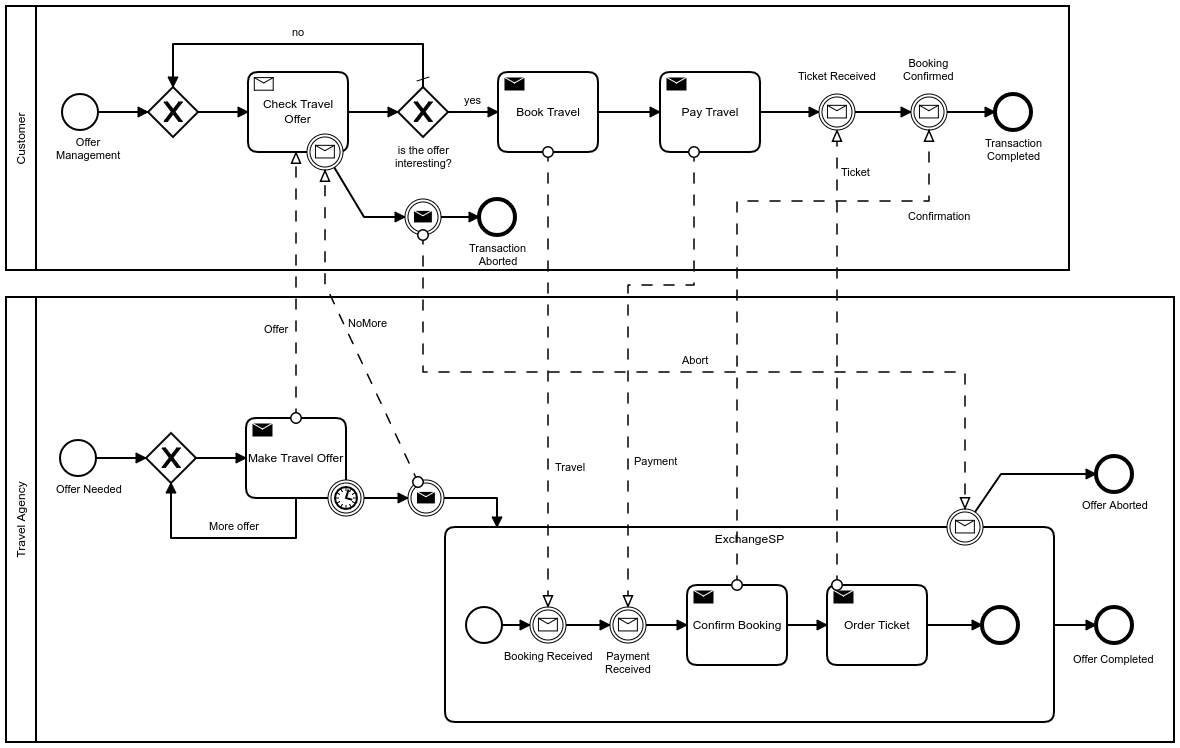 Customer
no
Offer
Management
Check Travel
Offer
is the offer
interesting?
yes
Book Travel
Pay Travel
Ticket Received
Booking
Confirmed
Transaction
Completed
Transaction
Aborted
Ticket
Confirmation
Travel Agency
Offer
NoMore
Abort
Offer Needed
Make Travel Offer
More offer
Travel
Payment
ExchangeSP
Offer Aborted
Booking Received
Payment
Received
Confirm Booking
Order Ticket
Offer Completed